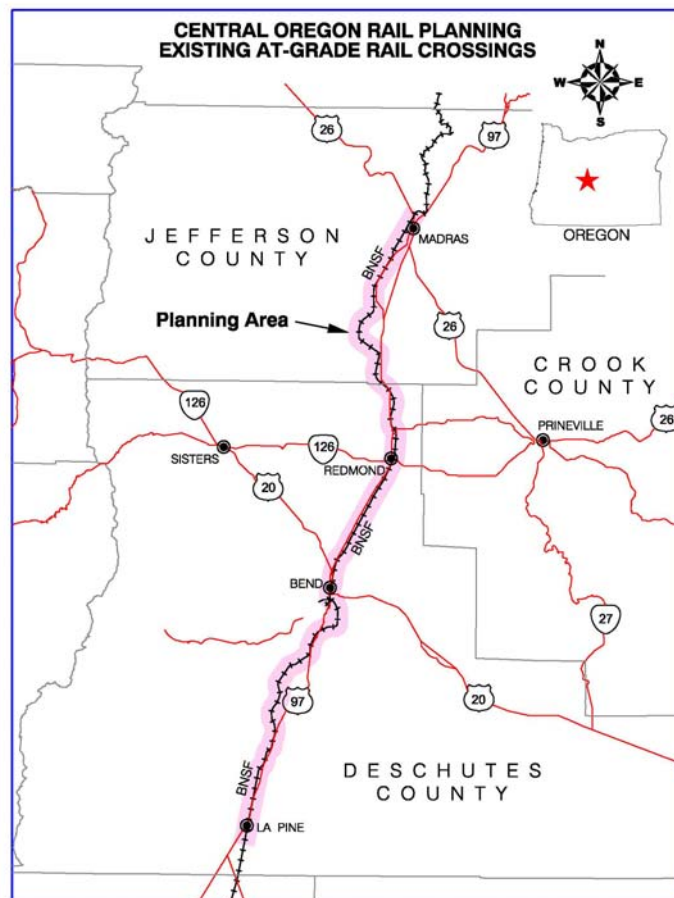 CENTRAL OREGON RAIL PLANNING
EXISTING AT-GRADE RAIL CROSSINGS
N
W
E
S
26
97
OREGON
JEFFERSON
COUNTY
BNSF
MADRAS
Planning Area
26
CROOK
COUNTY
126
126
SISTERS
REDMOND
PRINEVILLE
26
20
BNSF
BEND
27
97
20
BNSF
DESCHUTES
COUNTY
LA PINE